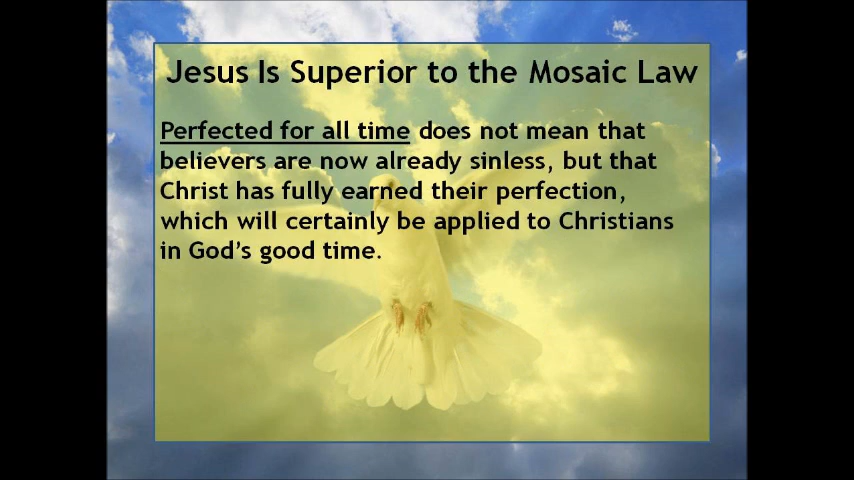 Jesus Is Superior to the Mosaic Law
Perfected for all time does not mean that
believers are now already sinless, but that
Christ has fully earned their perfection,
which will certainly be applied to Christians
in God's good time.